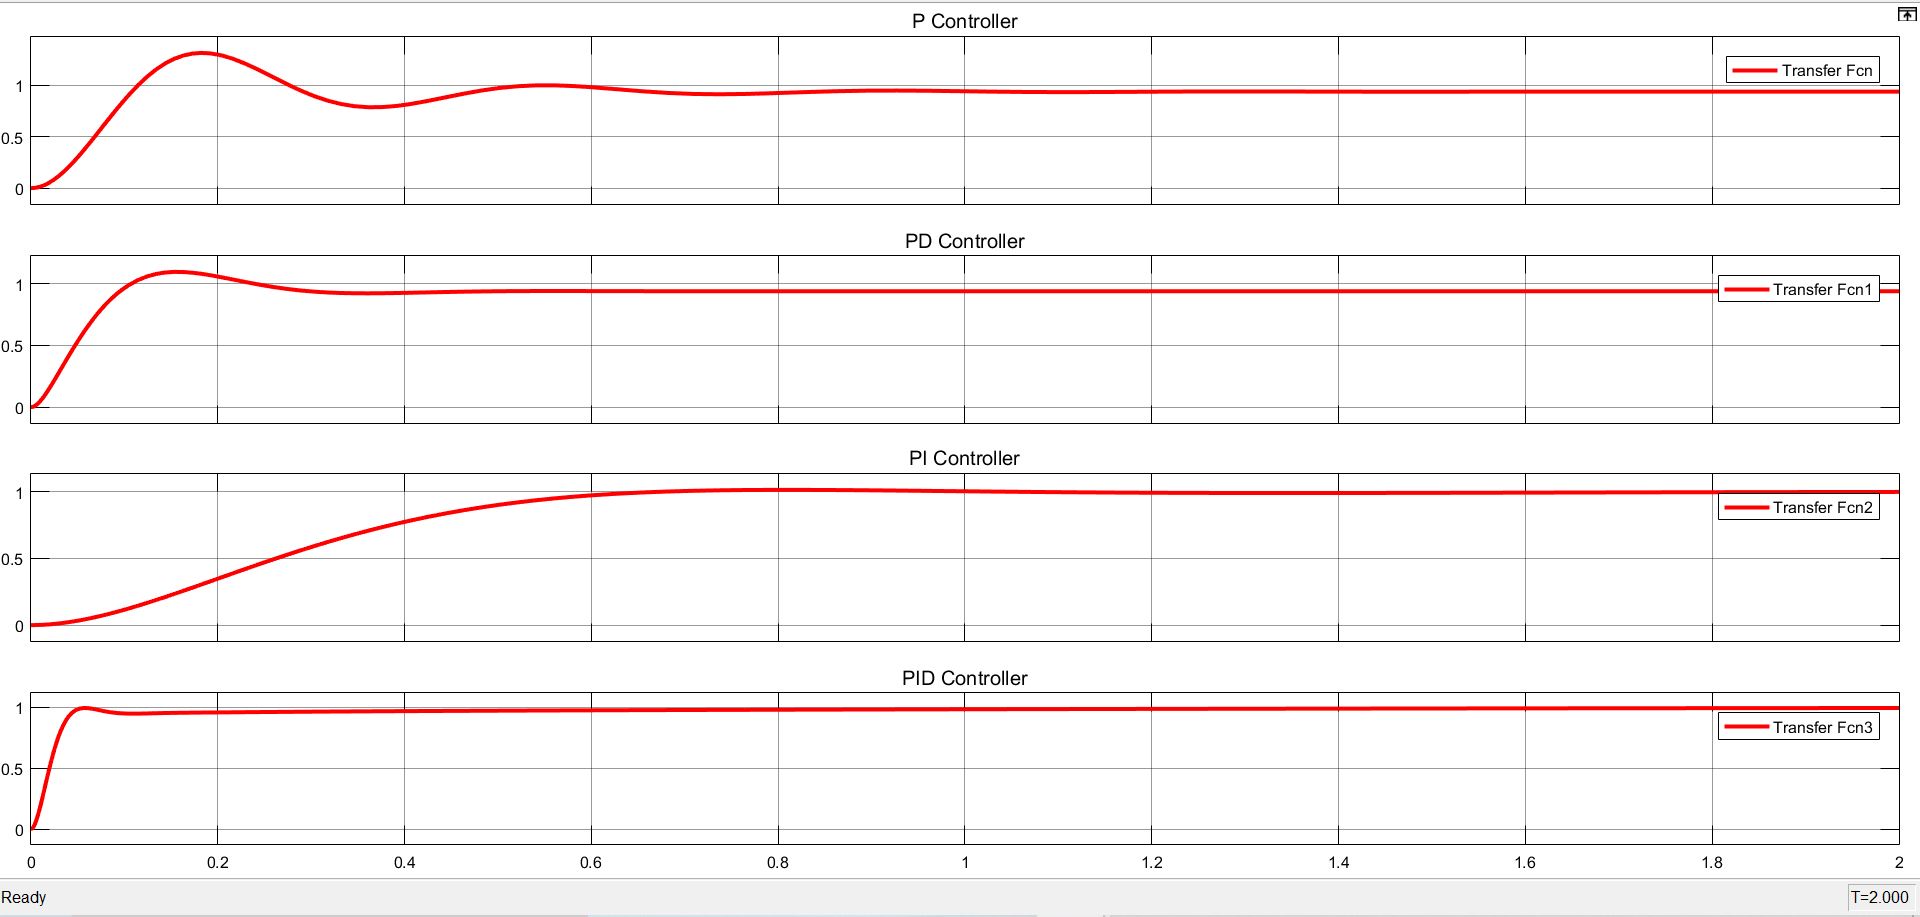 P Controller
Transfer Fcn
1
0.5
0
PD Controller
Transfer Fcn1
1
0.5
0
PI Controller
Transfer Fcn2
1
0.5
0
PID Controller
Transfer Fcn3
1
0.5
0
0 0.2 0.4 0.6 0.8 1 1.2 1.4 1.6 1.8 2
Ready T=2.000